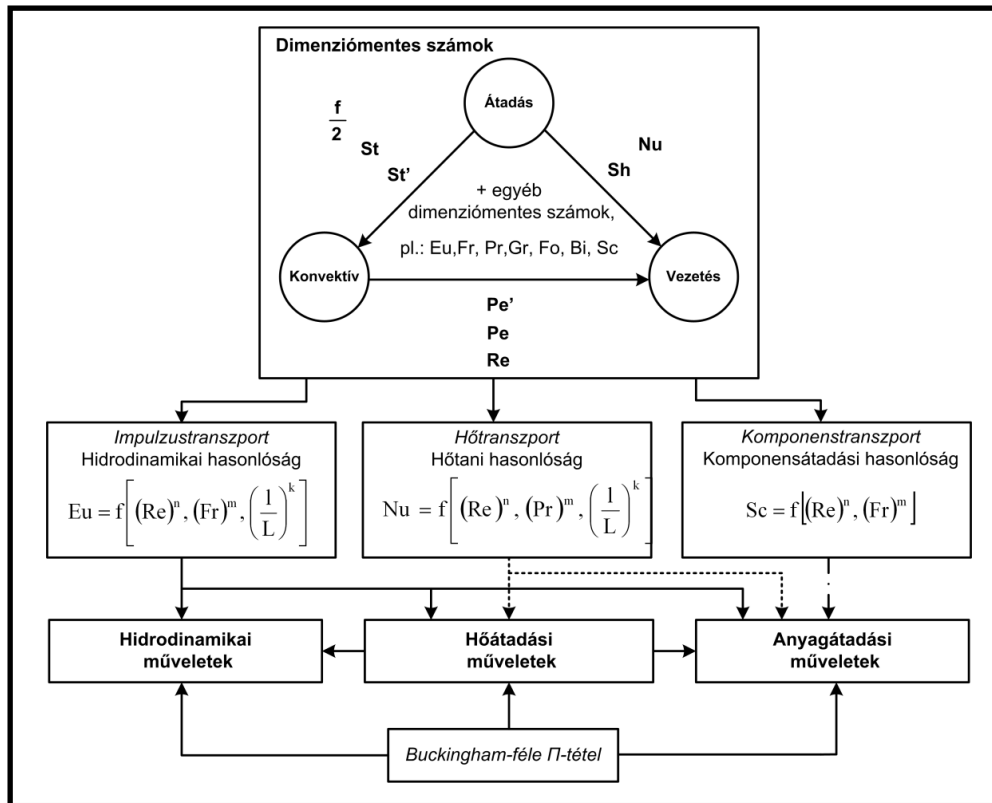 Dimenziómentes számok
Átadás
f
2
St
St’
Nu
Sh
+ egyéb
dimenziómentes számok,
pl.: Eu,Fr, Pr,Gr, Fo, Bi, Sc
Konvektív
Vezetés
Pe’
Pe
Re
Impulzustranszport
Hidrodinamikai hasonlóság
Eu = f[(Re)ⁿ, (Fr)ᵐ, (l/L)ᵏ]
Hőtranszport
Hőtani hasonlóság
Nu = f[(Re)ⁿ, (Pr)ᵐ, (l/L)ᵏ]
Komponenstranszport
Komponensátadási hasonlóság
Sc = f⌊(Re)ⁿ, (Fr)ᵐ⌋
Hidrodinamikai
műveletek
Hőátadási
műveletek
Anyagátadási
műveletek
Buckingham-féle Π-tétel